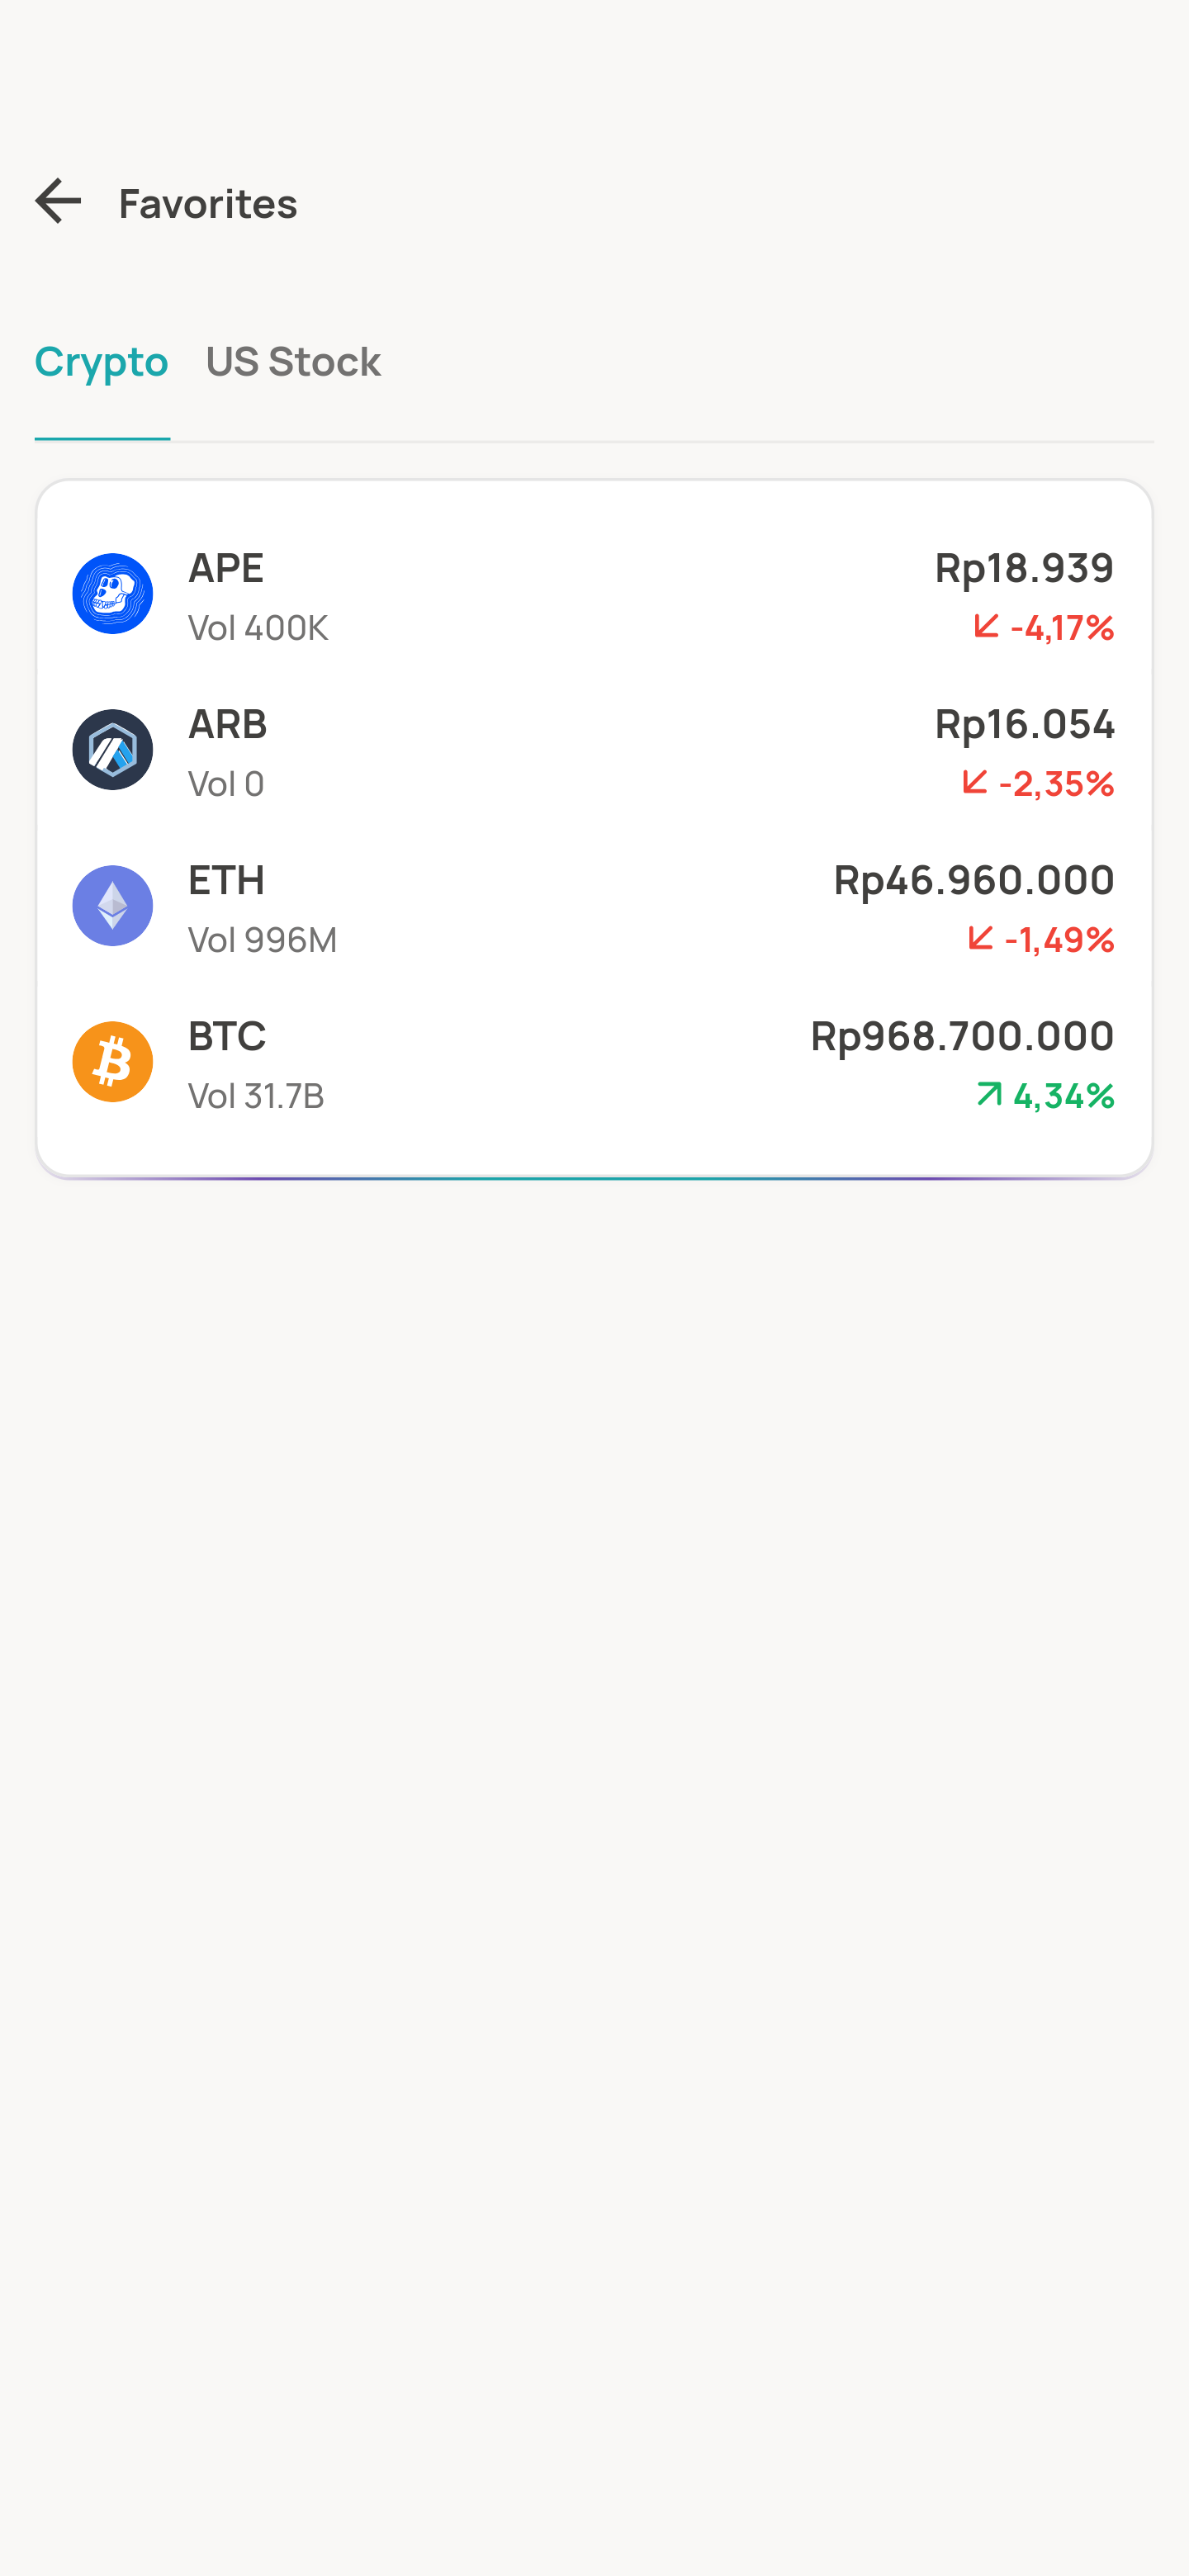 Favorites
Crypto US Stock
APE Rp18.939
Vol 400K -4,17%
ARB Rp16.054
Vol 0 -2,35%
ETH Rp46.960.000
Vol 996M -1,49%
BTC Rp968.700.000
Vol 31.7B 4,34%